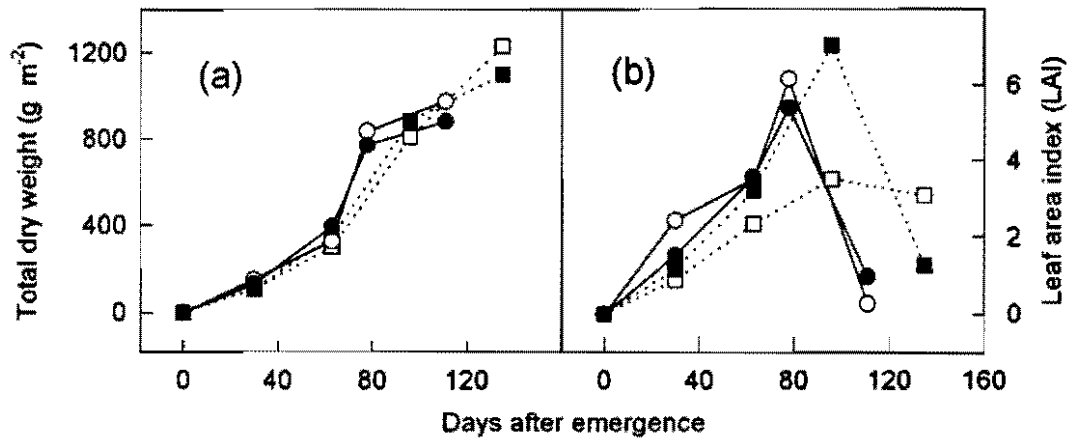 Total dry weight (g m⁻²)
1200
800
400
0
(a)
(b)
6
4
2
0
Leaf area index (LAI)
0 40 80 120 0 40 80 120 160
Days after emergence